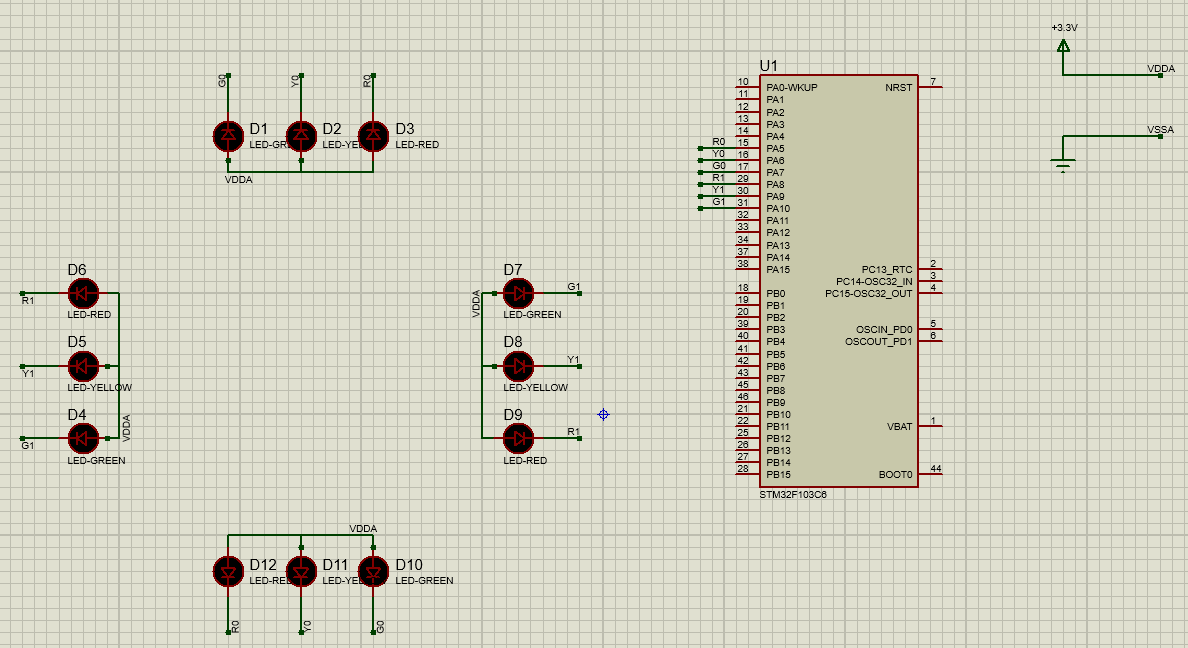 +3.3V
VDDA
VSSA
G0
Y0
R0
D1
LED-GR
D2
LED-YEL
D3
LED-RED
VDDA
D6
R1
LED-RED
D5
Y1
LED-YELLOW
D4
G1
LED-GREEN
VDDA
D7
VDDA
G1
LED-GREEN
D8
Y1
LED-YELLOW
D9
R1
LED-RED
VDDA
D12
LED-RED
D11
LED-YEL
D10
LED-GREEN
R0
Y0
G0
U1
10 PA0-WKUP NRST 7
11 PA1
12 PA2
13 PA3
14 PA4
R0 15 PA5
Y0 16 PA6
G0 17 PA7
R1 29 PA8
Y1 30 PA9
G1 31 PA10
32 PA11
33 PA12
34 PA13
37 PA14
38 PA15 PC13_RTC 2
PC14-OSC32_IN 3
18 PB0 PC15-OSC32_OUT 4
19 PB1
20 PB2
39 PB3 OSCIN_PD0 5
40 PB4 OSCOUT_PD1 6
41 PB5
42 PB6
43 PB7
45 PB8
46 PB9
21 PB10
22 PB11 VBAT 1
25 PB12
26 PB13
27 PB14
28 PB15 BOOT0 44
STM32F103C6